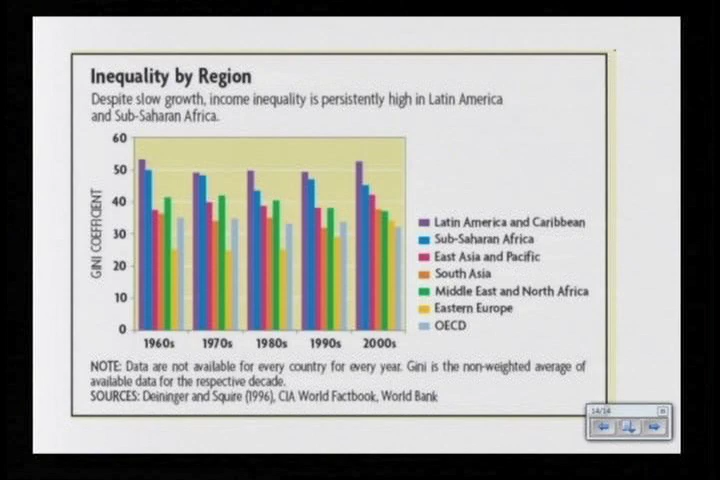 Inequality by Region
Despite slow growth, income inequality is persistently high in Latin America
and Sub-Saharan Africa.
60
50
40
30
20
10
0
GINI COEFFICIENT
1960s 1970s 1980s 1990s 2000s
Latin America and Caribbean
Sub-Saharan Africa
East Asia and Pacific
South Asia
Middle East and North Africa
Eastern Europe
OECD
NOTE: Data are not available for every country for every year. Gini is the non-weighted average of
available data for the respective decade.
SOURCES: Deininger and Squire (1996), CIA World Factbook, World Bank
14/14